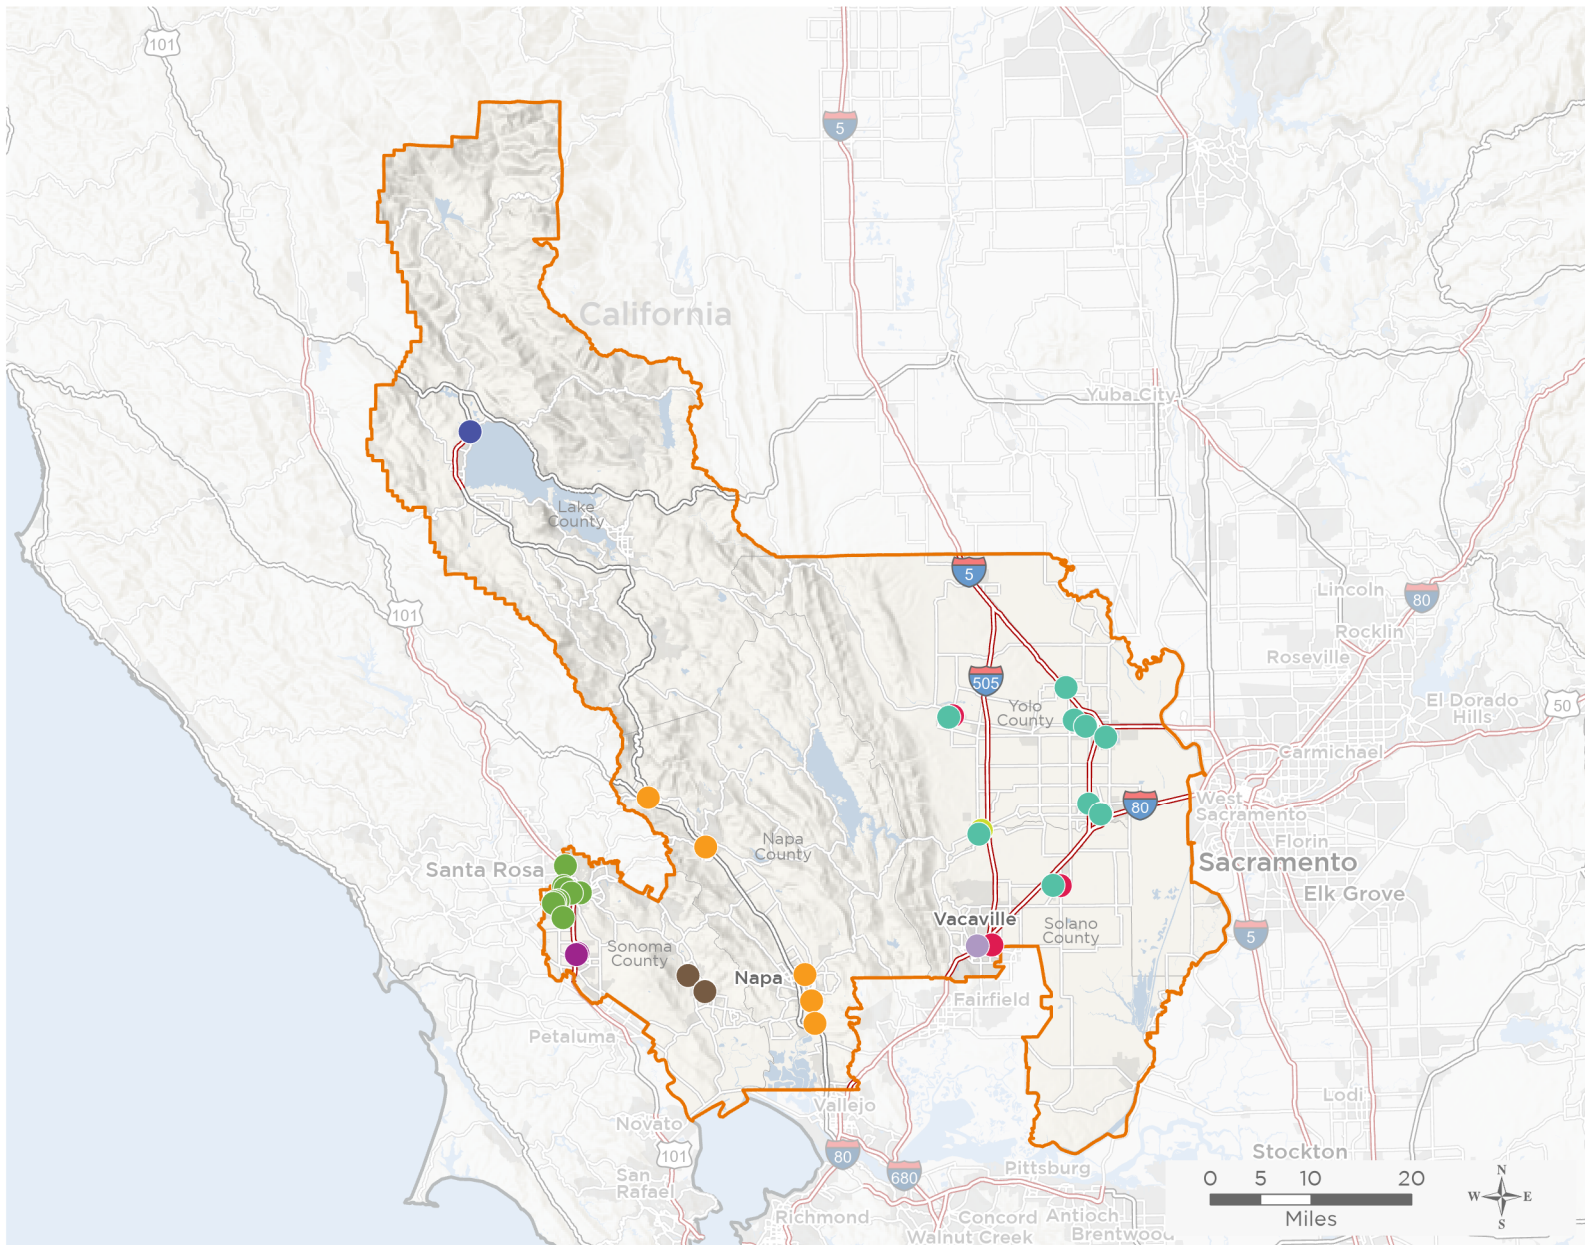 101
5
California
Yuba City
Lake
County
5
101
Lincoln
80
Rocklin
Roseville
505
El Dorado
Hills
50
Yolo
County
Carmichael
80
West
Sacramento
Napa
County
Florin
Santa Rosa
Sacramento
Elk Grove
Vacaville
Solano
County
5
Sonoma
County
Napa
Fairfield
Petaluma
Vallejo
Lodi
Novato
101
80
Stockton
680
Pittsburg
San
Rafael
0 5 10 20
Miles
N
W E
S
Richmond
Concord
Antioch
Walnut Creek
Brentwood